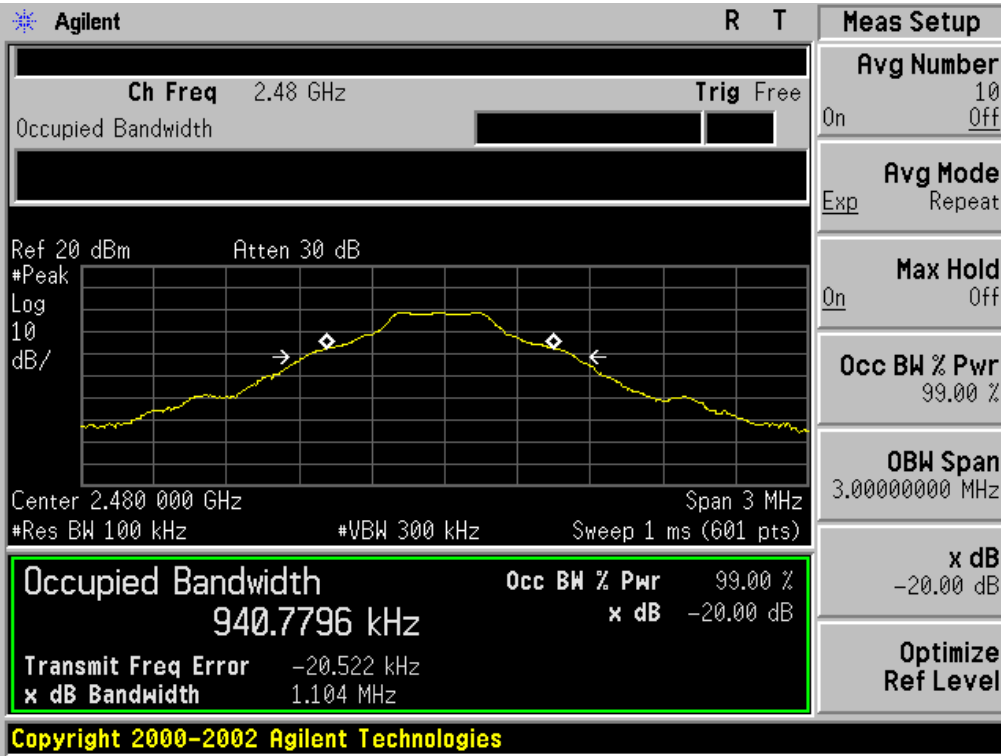 Agilent R T
Ch Freq 2.48 GHz Trig Free
Occupied Bandwidth
Ref 20 dBm Atten 30 dB
#Peak
Log
10
dB/
Center 2.480 000 GHz Span 3 MHz
#Res BW 100 kHz #VBW 300 kHz Sweep 1 ms (601 pts)
Occupied Bandwidth Occ BW % Pwr 99.00 %
940.7796 kHz x dB -20.00 dB
Transmit Freq Error -20.522 kHz
x dB Bandwidth 1.104 MHz
Copyright 2000-2002 Agilent Technologies
Meas Setup
Avg Number
10
On Off
Avg Mode
Exp Repeat
Max Hold
On Off
Occ BW % Pwr
99.00 %
OBW Span
3.00000000 MHz
x dB
-20.00 dB
Optimize
Ref Level